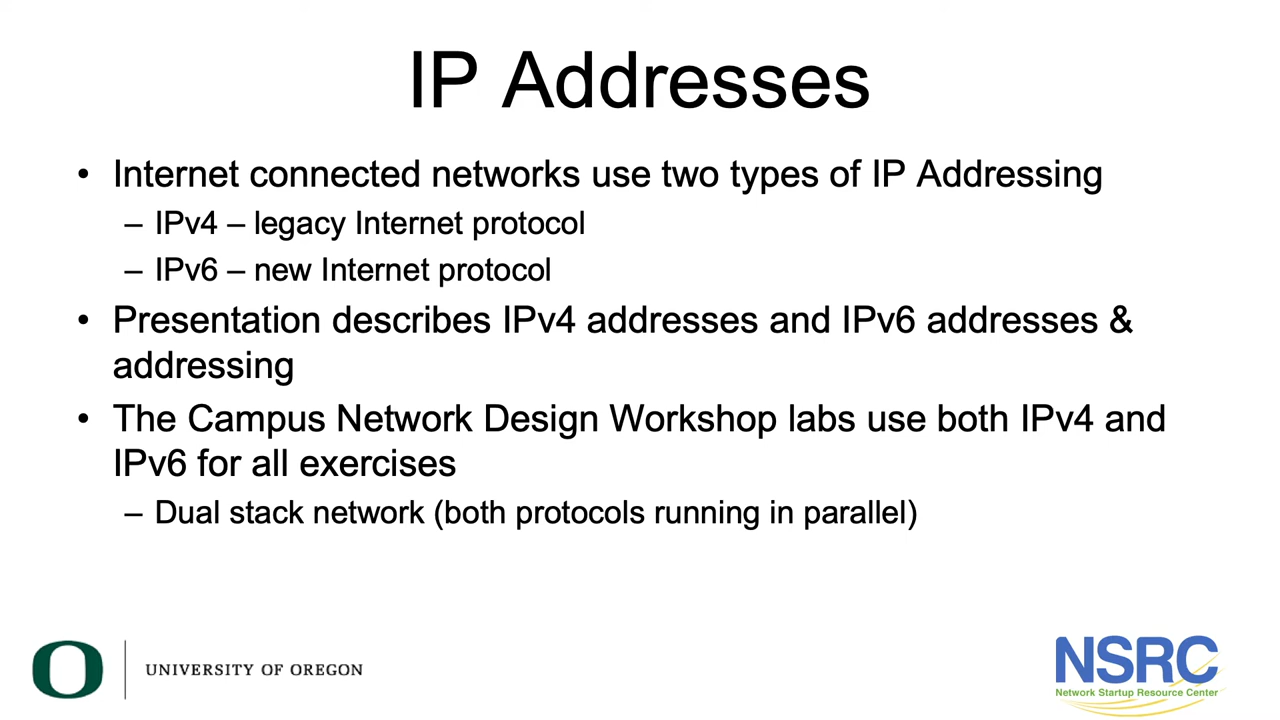 IP Addresses
• Internet connected networks use two types of IP Addressing
– IPv4 – legacy Internet protocol
– IPv6 – new Internet protocol
• Presentation describes IPv4 addresses and IPv6 addresses &
addressing
• The Campus Network Design Workshop labs use both IPv4 and
IPv6 for all exercises
– Dual stack network (both protocols running in parallel)
O
UNIVERSITY OF OREGON
NSRC
Network Startup Resource Center